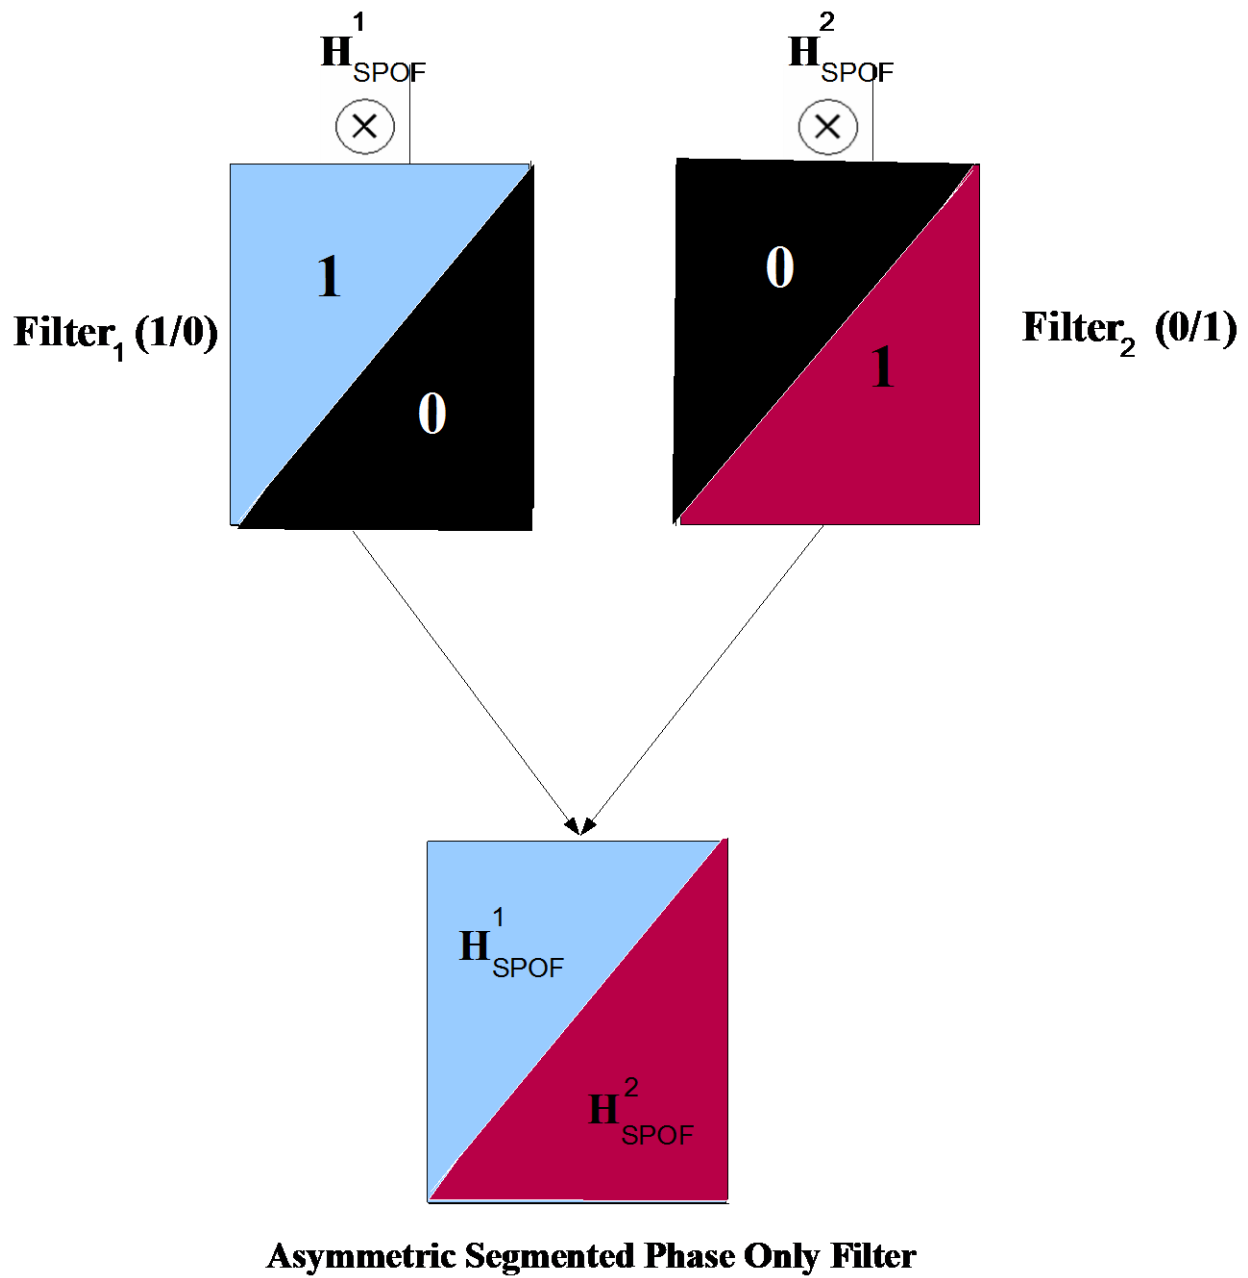 H¹SPOF H²SPOF
1 0
0 1
Filter₁ (1/0) Filter₂ (0/1)
H¹SPOF
H²SPOF
Asymmetric Segmented Phase Only Filter